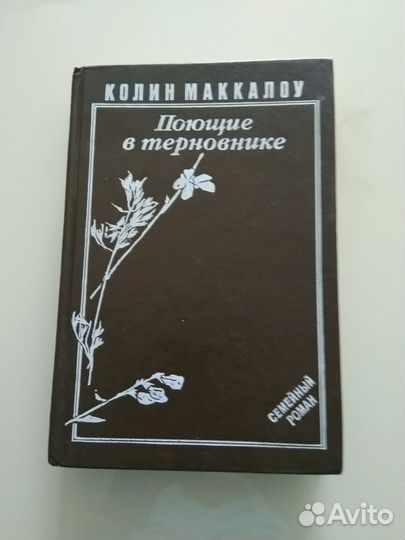 КОЛИН МАККАЛОУ
Поющие
в терновнике
СЕМЕЙНЫЙ
РОМАН
Avito